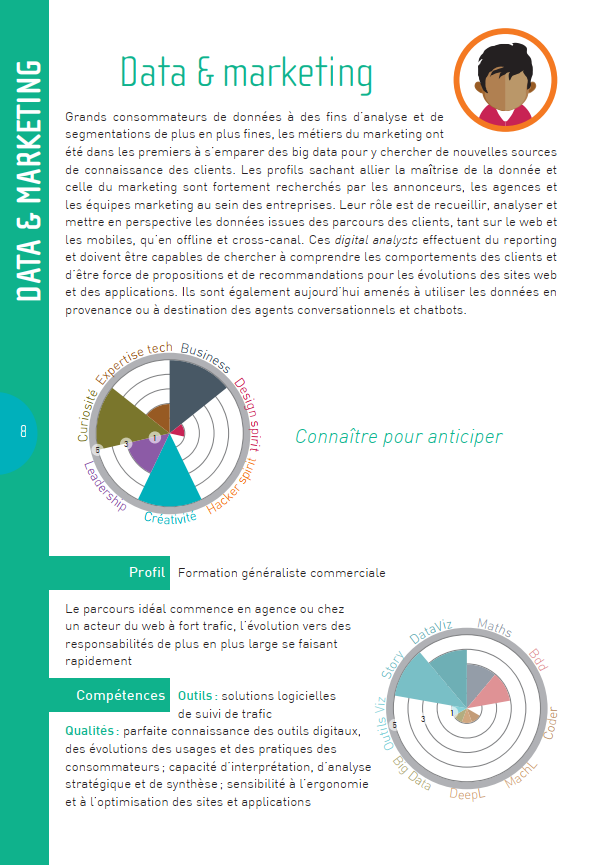 DATA & MARKETING
Data & marketing
Grands consommateurs de données à des fins d'analyse et de
segmentations de plus en plus fines, les métiers du marketing ont
été dans les premiers à s'emparer des big data pour y chercher de nouvelles sources
de connaissance des clients. Les profils sachant allier la maîtrise de la donnée et
celle du marketing sont fortement recherchés par les annonceurs, les agences et
les équipes marketing au sein des entreprises. Leur rôle est de recueillir, analyser et
mettre en perspective les données issues des parcours des clients, tant sur le web et
les mobiles, qu'en offline et cross-canal. Ces digital analysts effectuent du reporting
et doivent être capables de chercher à comprendre les comportements des clients et
d'être force de propositions et de recommandations pour les évolutions des sites web
et des applications. Ils sont également aujourd'hui amenés à utiliser les données en
provenance ou à destination des agents conversationnels et chatbots.
Curiosité
Expertise tech
Business
Design spirit
Hacker spirit
Créativité
Leadership
5
3
1
8
Connaître pour anticiper
Profil
Formation généraliste commerciale
Le parcours idéal commence en agence ou chez
un acteur du web à fort trafic, l'évolution vers des
responsabilités de plus en plus large se faisant
rapidement
Compétences
Outils : solutions logicielles
de suivi de trafic
Qualités : parfaite connaissance des outils digitaux,
des évolutions des usages et des pratiques des
consommateurs ; capacité d'interprétation, d'analyse
stratégique et de synthèse ; sensibilité à l'ergonomie
et à l'optimisation des sites et applications
Outils Viz
Story
DataViz
Maths
Bdd
Coder
MachL
DeepL
Big Data
5
3
1